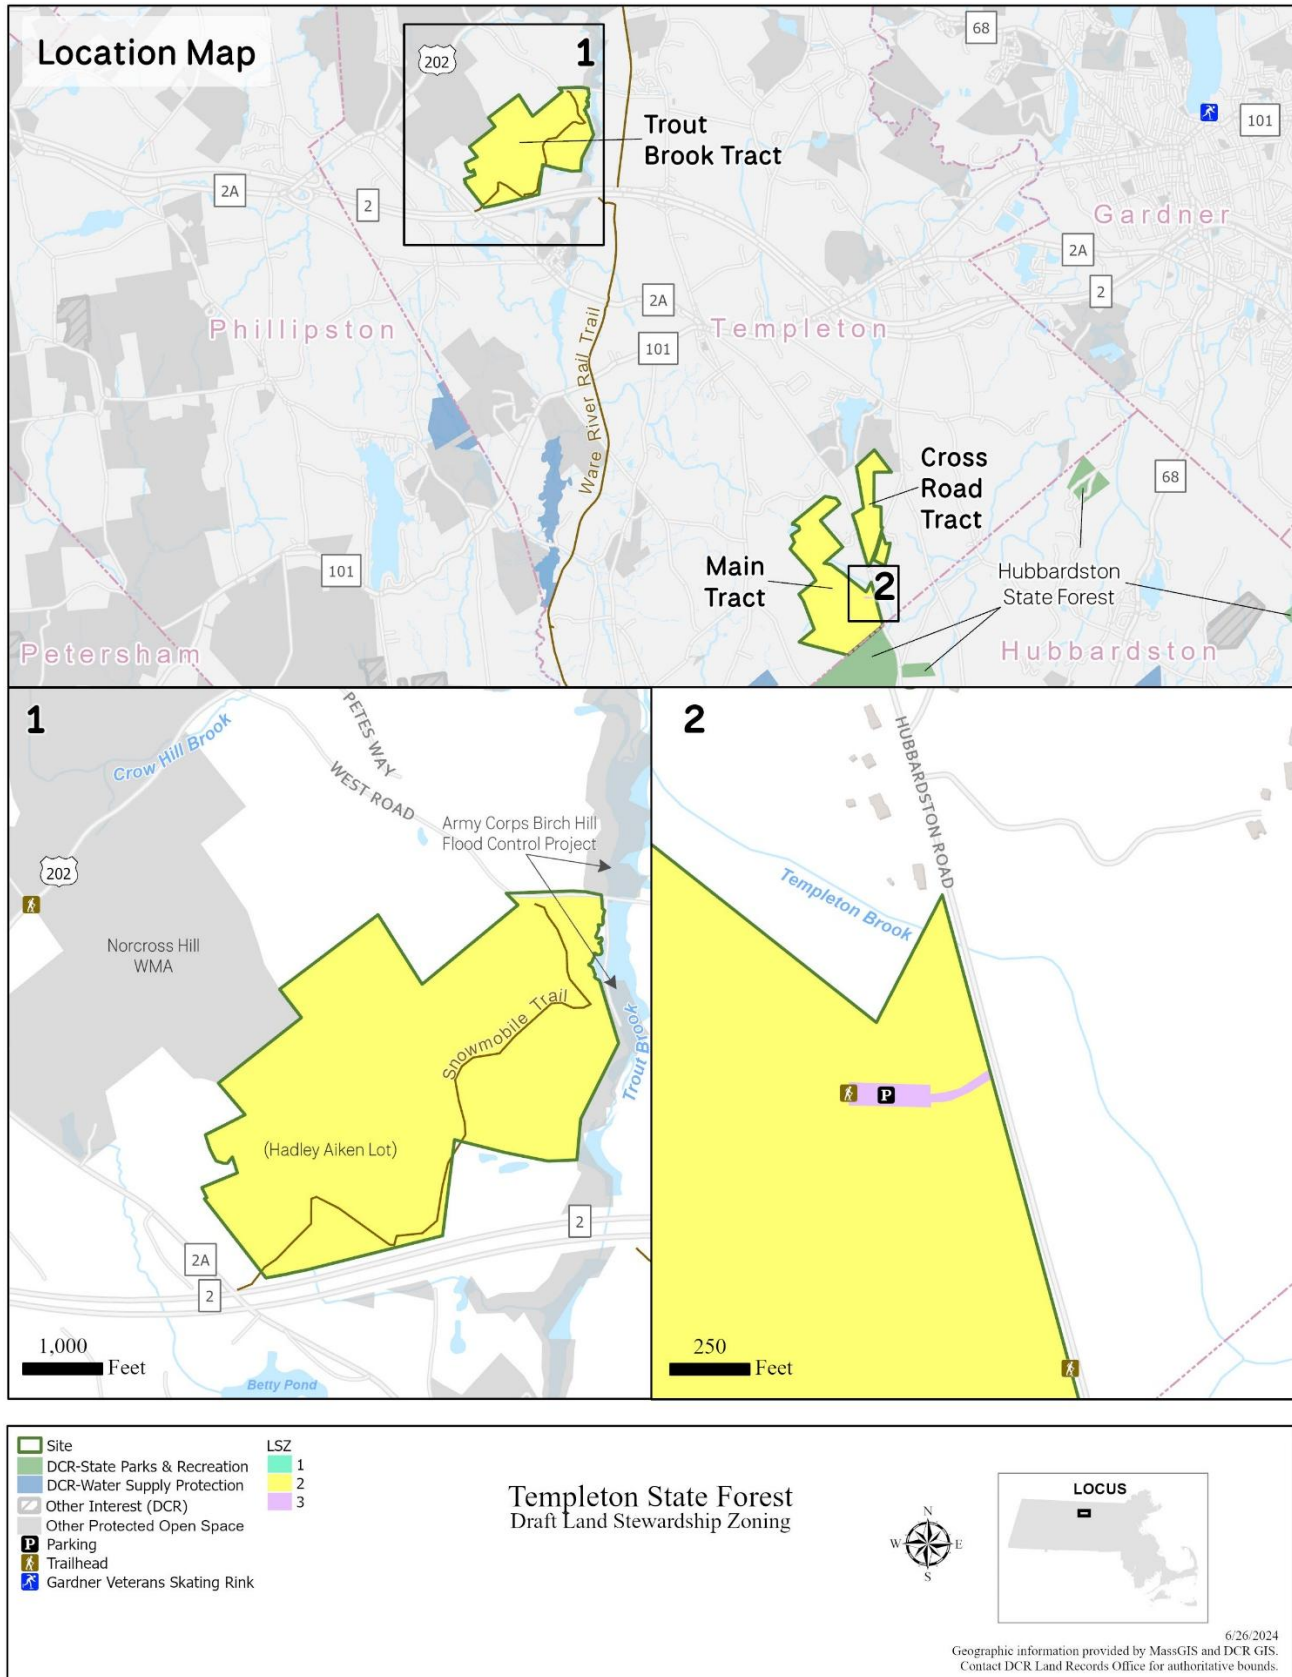 Location Map
1
202
68
101
Trout
Brook Tract
2A
2
Gardner
2A
2
Phillipston
2A
Templeton
101
Ware River Rail Trail
Cross
Road
Tract
68
101
Main
Tract
2
Hubbardston
State Forest
Petersham
Hubbardston
1
PETES WAY
Crow Hill Brook
WEST ROAD
Army Corps Birch Hill
Flood Control Project
202
Norcross Hill
WMA
Snowmobile Trail
Trout Brook
(Hadley Aiken Lot)
2
2A
2
1,000
Feet
Betty Pond
2
HUBBARDSTON ROAD
Templeton Brook
P
250
Feet
Site
DCR-State Parks & Recreation
DCR-Water Supply Protection
Other Interest (DCR)
Other Protected Open Space
P Parking
Trailhead
Gardner Veterans Skating Rink
LSZ
1
2
3
Templeton State Forest
Draft Land Stewardship Zoning
N
W E
S
LOCUS
6/26/2024
Geographic information provided by MassGIS and DCR GIS.
Contact DCR Land Records Office for authoritative bounds.